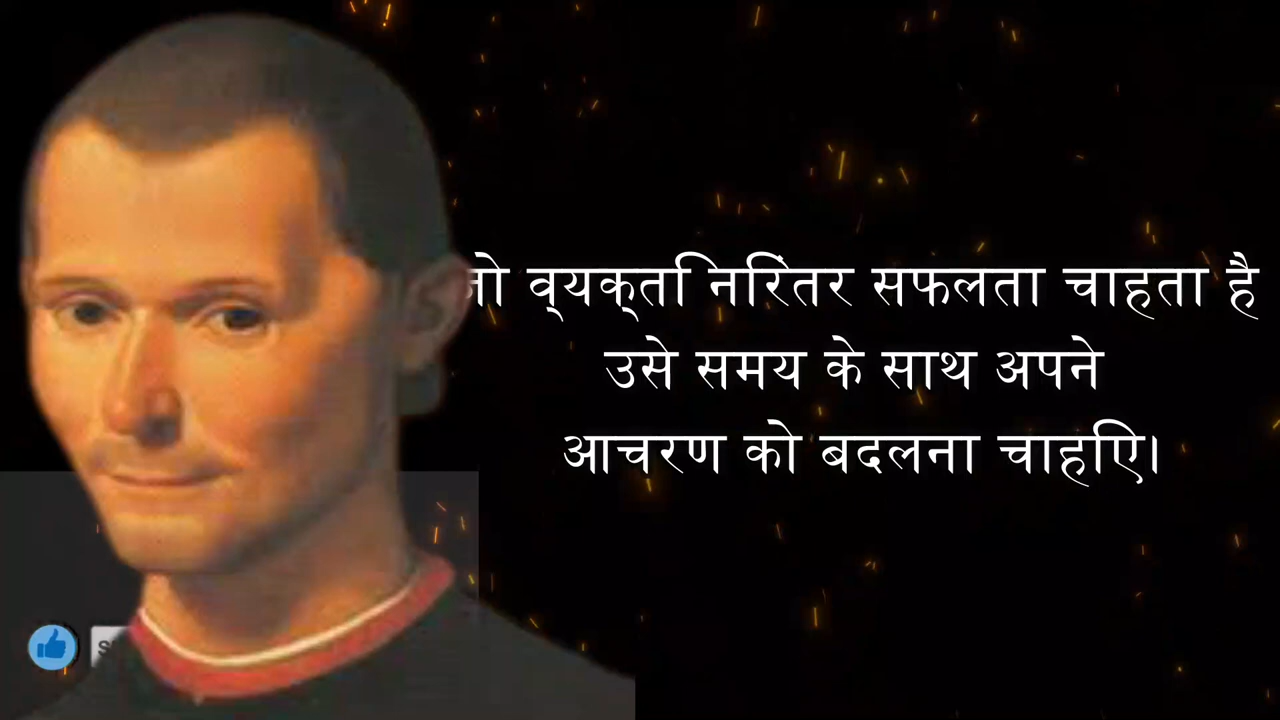 जो व्यक्ति निरंतर सफलता चाहता है
उसे समय के साथ अपने
आचरण को बदलना चाहिए।